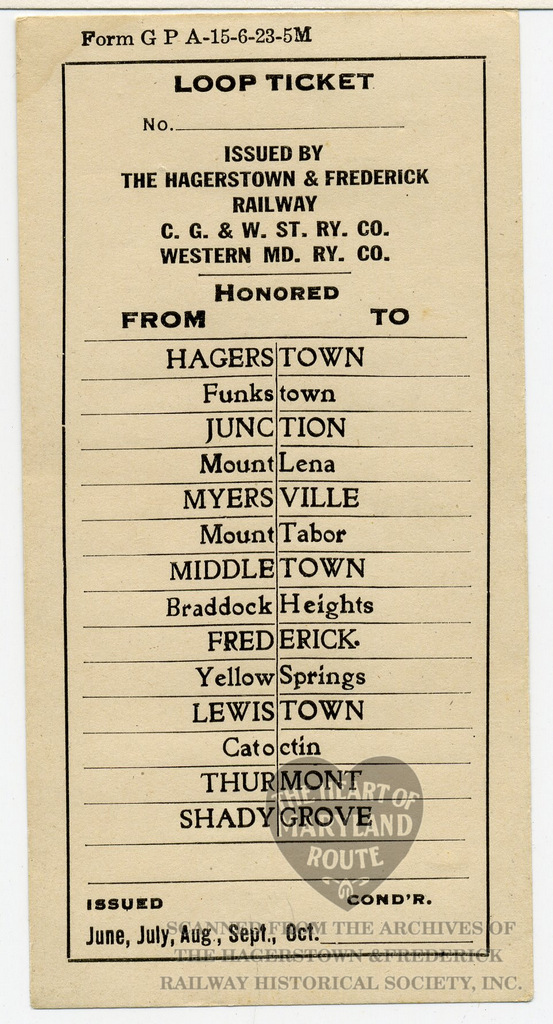 Form G P A-15-6-23-5M
LOOP TICKET
No.
ISSUED BY
THE HAGERSTOWN & FREDERICK
RAILWAY
C. G. & W. ST. RY. CO.
WESTERN MD. RY. CO.
HONORED
FROM TO
HAGERSTOWN
Funkstown
JUNCTION
Mount Lena
MYERSVILLE
Mount Tabor
MIDDLETOWN
Braddock Heights
FREDERICK.
Yellow Springs
LEWISTOWN
Catoctin
THURMONT
SHADY GROVE
THE HEART OF
MARYLAND
ROUTE
ISSUED COND'R.
June, July, Aug., Sept., Oct.
SCANNED FROM THE ARCHIVES OF
THE HAGERSTOWN & FREDERICK
RAILWAY HISTORICAL SOCIETY, INC.